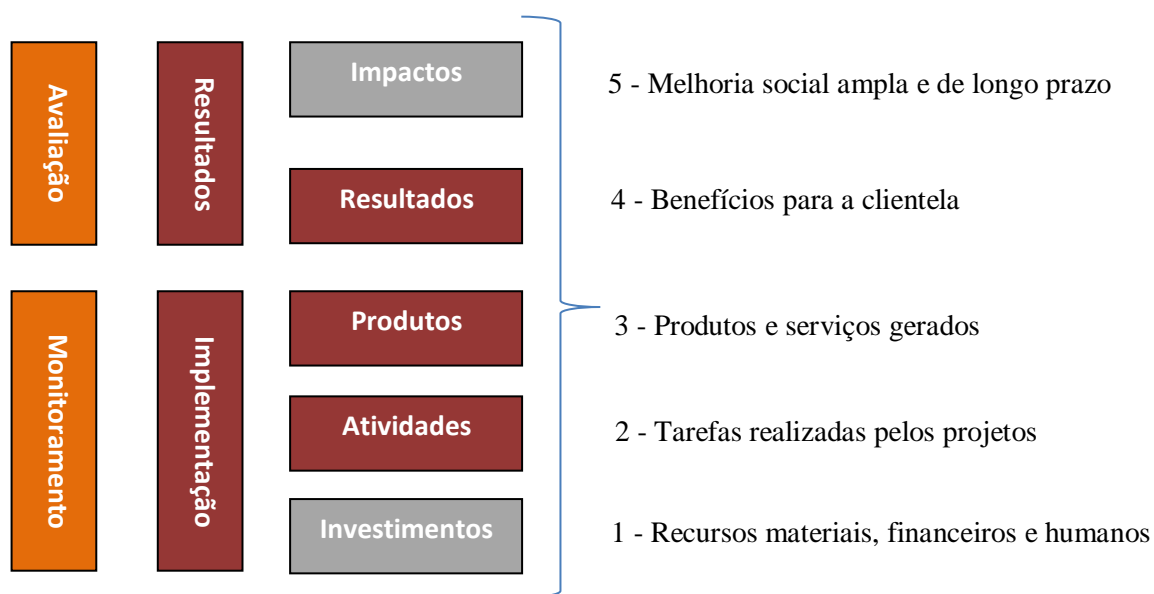 Avaliação
Resultados
Impactos
5 - Melhoria social ampla e de longo prazo
Resultados
4 - Benefícios para a clientela
Monitoramento
Implementação
Produtos
3 - Produtos e serviços gerados
Atividades
2 - Tarefas realizadas pelos projetos
Investimentos
1 - Recursos materiais, financeiros e humanos